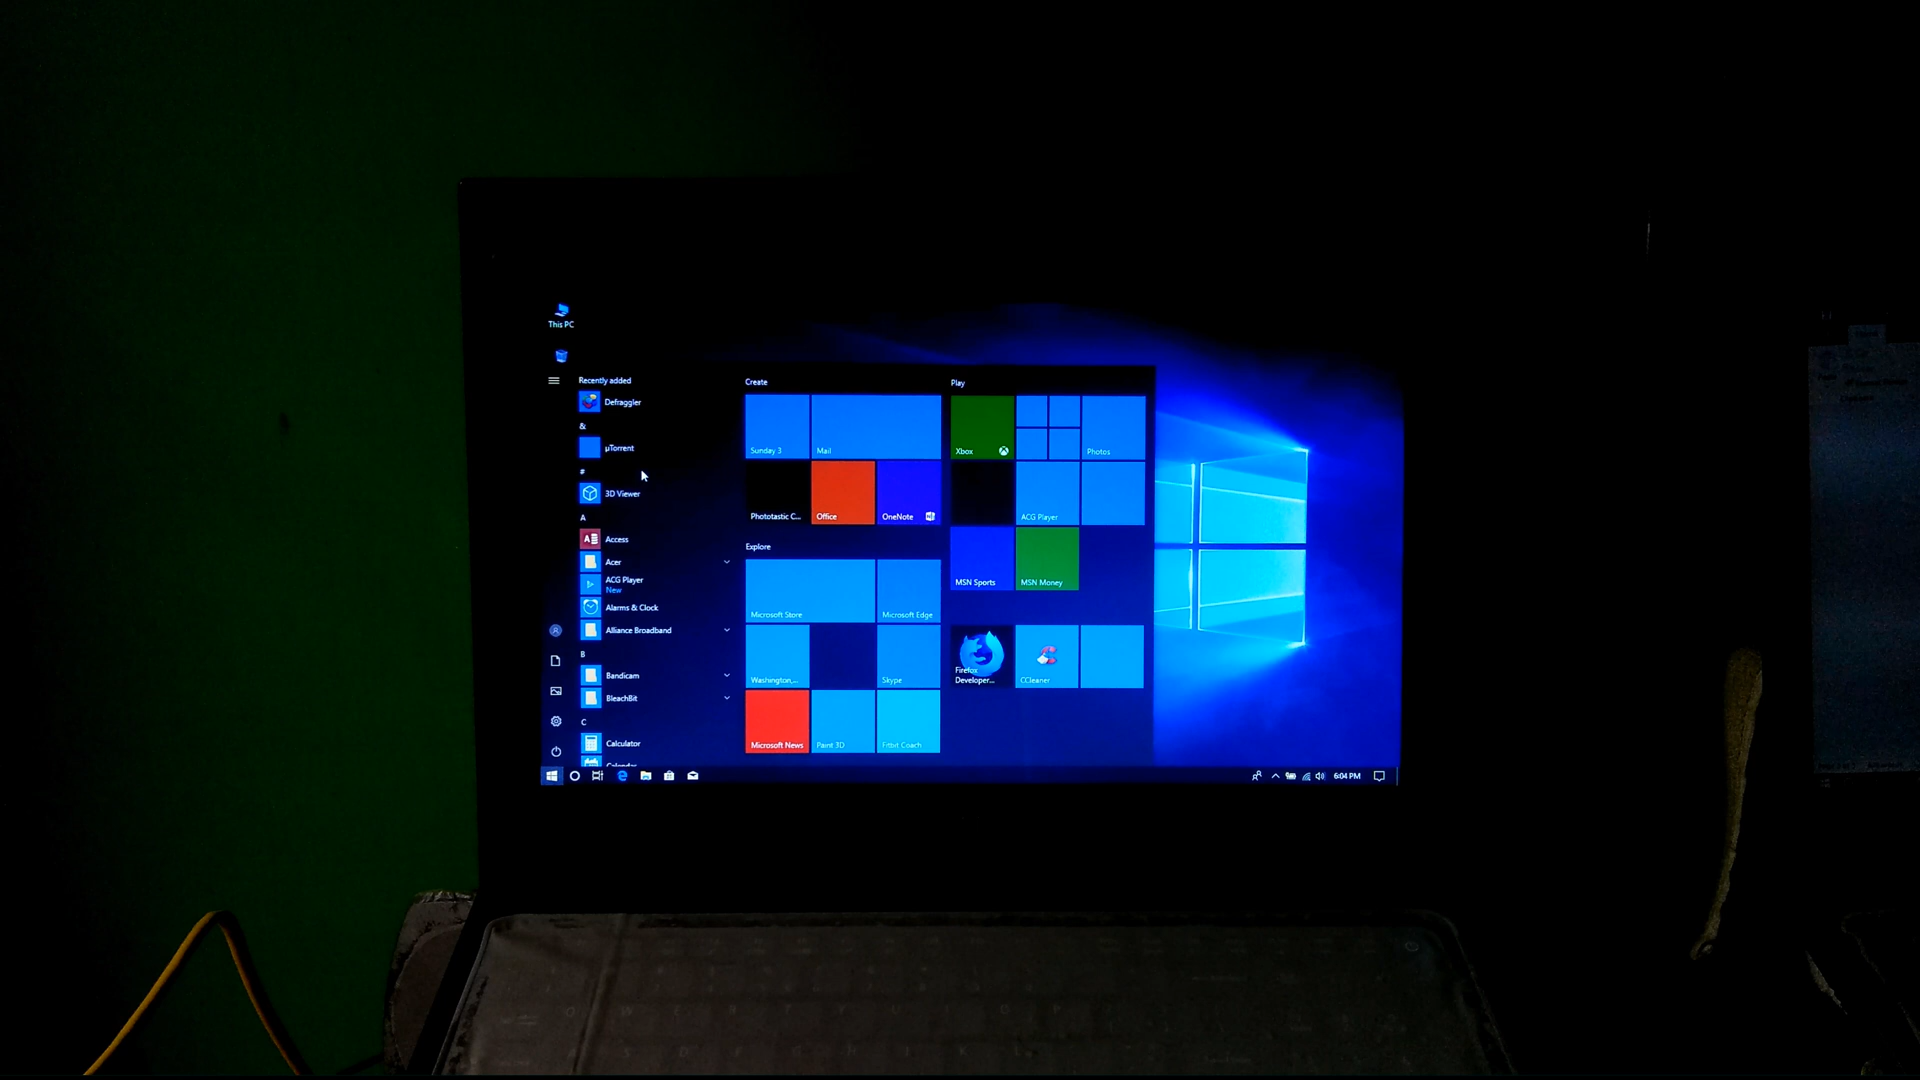 This PC
Recently added
Defraggler
&
µTorrent
#
3D Viewer
A
Access
Acer
ACG Player
New
Alarms & Clock
Alliance Broadband
B
Bandicam
BleachBit
C
Calculator
Calendar
Create
Sunday 3
Mail
Phototastic C...
Office
OneNote
Explore
Microsoft Store
Microsoft Edge
Washington,...
Skype
Microsoft News
Paint 3D
Fitbit Coach
Play
Xbox
Photos
ACG Player
MSN Sports
MSN Money
Firefox
Developer...
CCleaner
6:04 PM